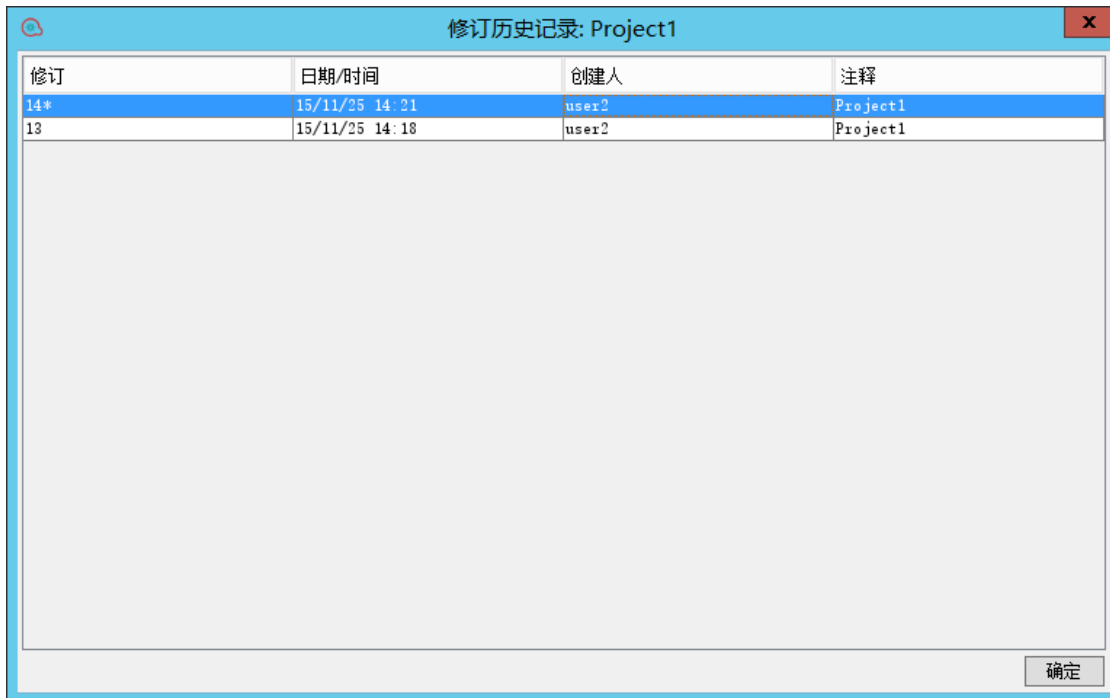 修订历史记录: Project1
x
修订 日期/时间 创建人 注释
14* 15/11/25 14:21 user2 Project1
13 15/11/25 14:18 user2 Project1
确定